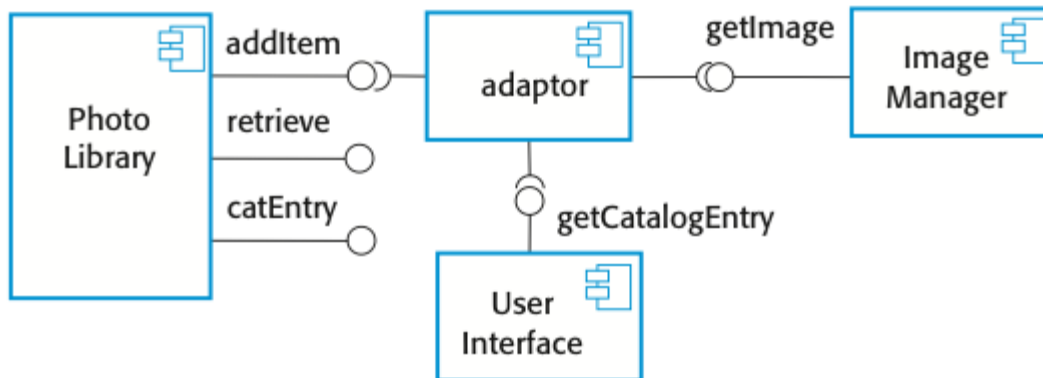 addItem
getImage
adaptor
Image
Manager
Photo
Library
retrieve
catEntry
getCatalogEntry
User
Interface